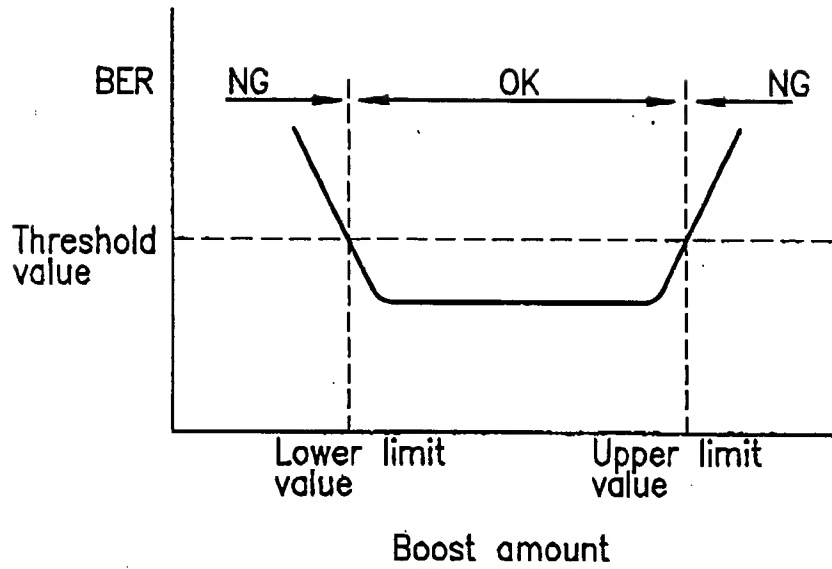 BER
NG
OK
NG
Threshold
value
Lower limit
value
Upper limit
value
Boost amount